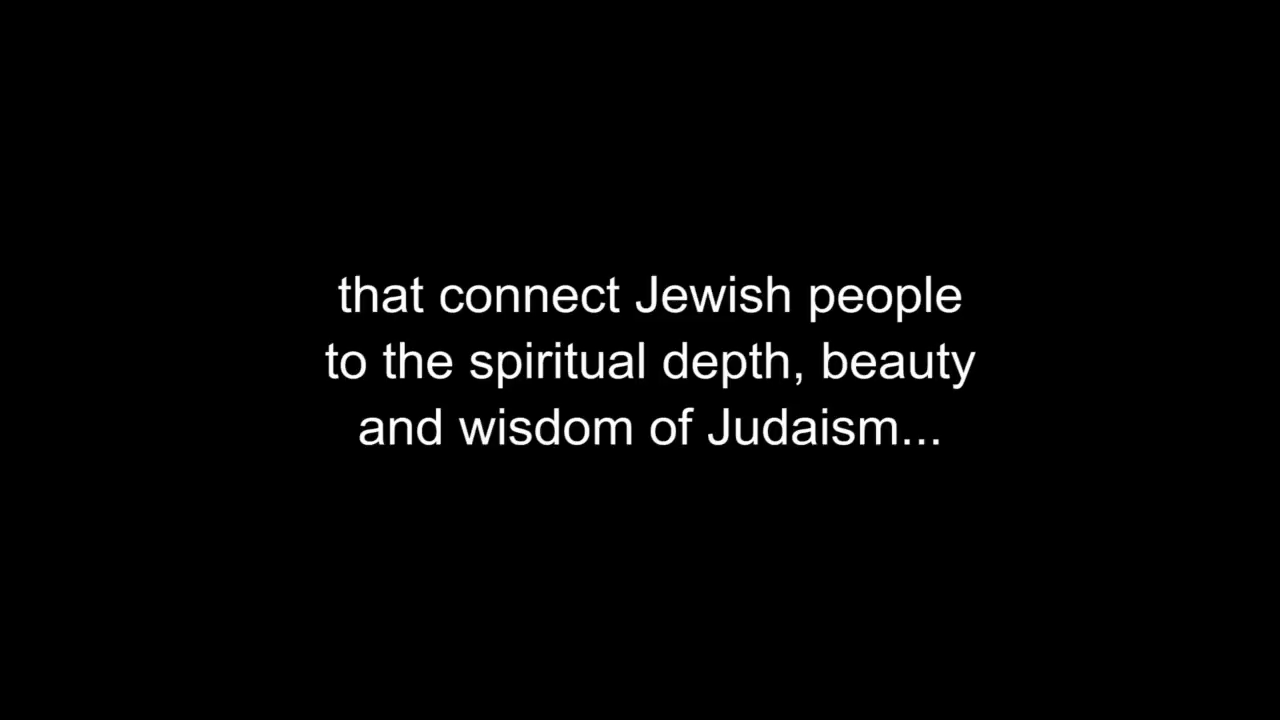 that connect Jewish people
to the spiritual depth, beauty
and wisdom of Judaism...